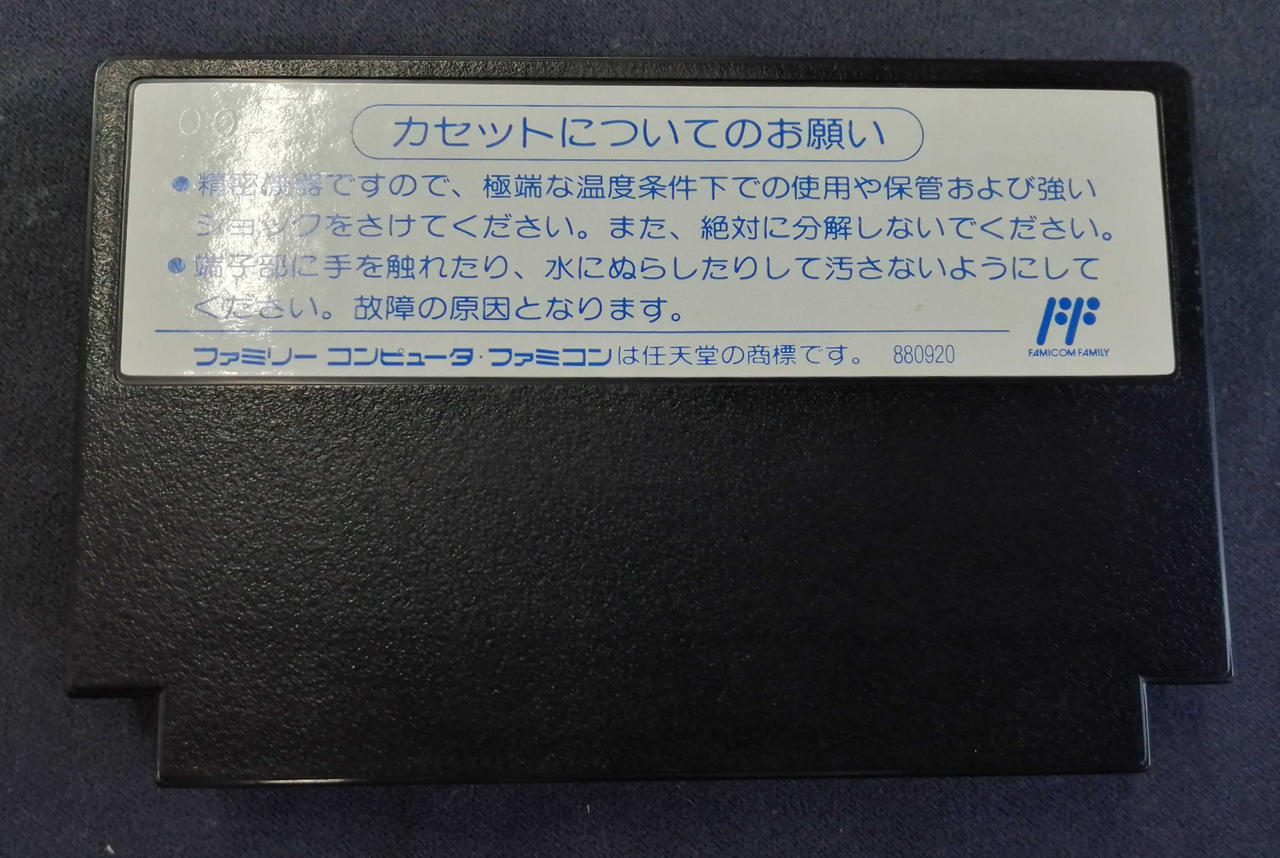 カセットについてのお願い
●精密機器ですので、極端な温度条件下での使用や保管および強い
ショックをさけてください。また、絶対に分解しないでください。
●端子部に手を触れたり、水にぬらしたりして汚さないようにして
ください。故障の原因となります。
FAMICOM FAMILY
ファミリー コンピュータ・ファミコンは任天堂の商標です。 880920